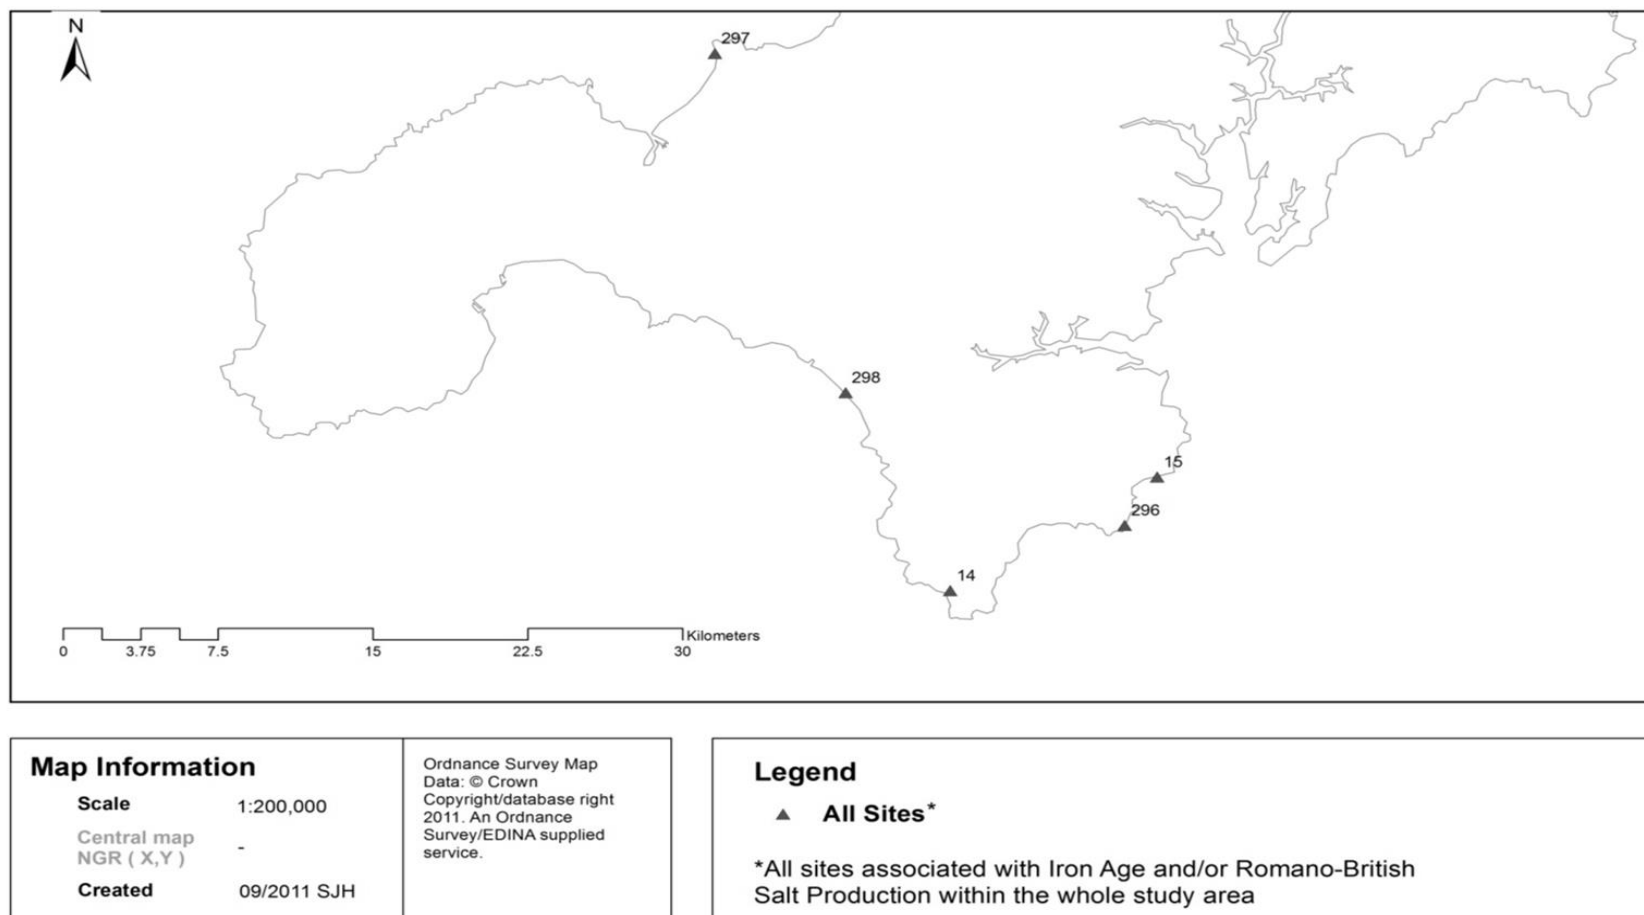 N
297
298
15
296
14
Kilometers
0 3.75 7.5 15 22.5 30
Map Information
Scale 1:200,000
Central map
NGR ( X,Y ) -
Created 09/2011 SJH
Ordnance Survey Map
Data: © Crown
Copyright/database right
2011. An Ordnance
Survey/EDINA supplied
service.
Legend
All Sites*
*All sites associated with Iron Age and/or Romano-British
Salt Production within the whole study area